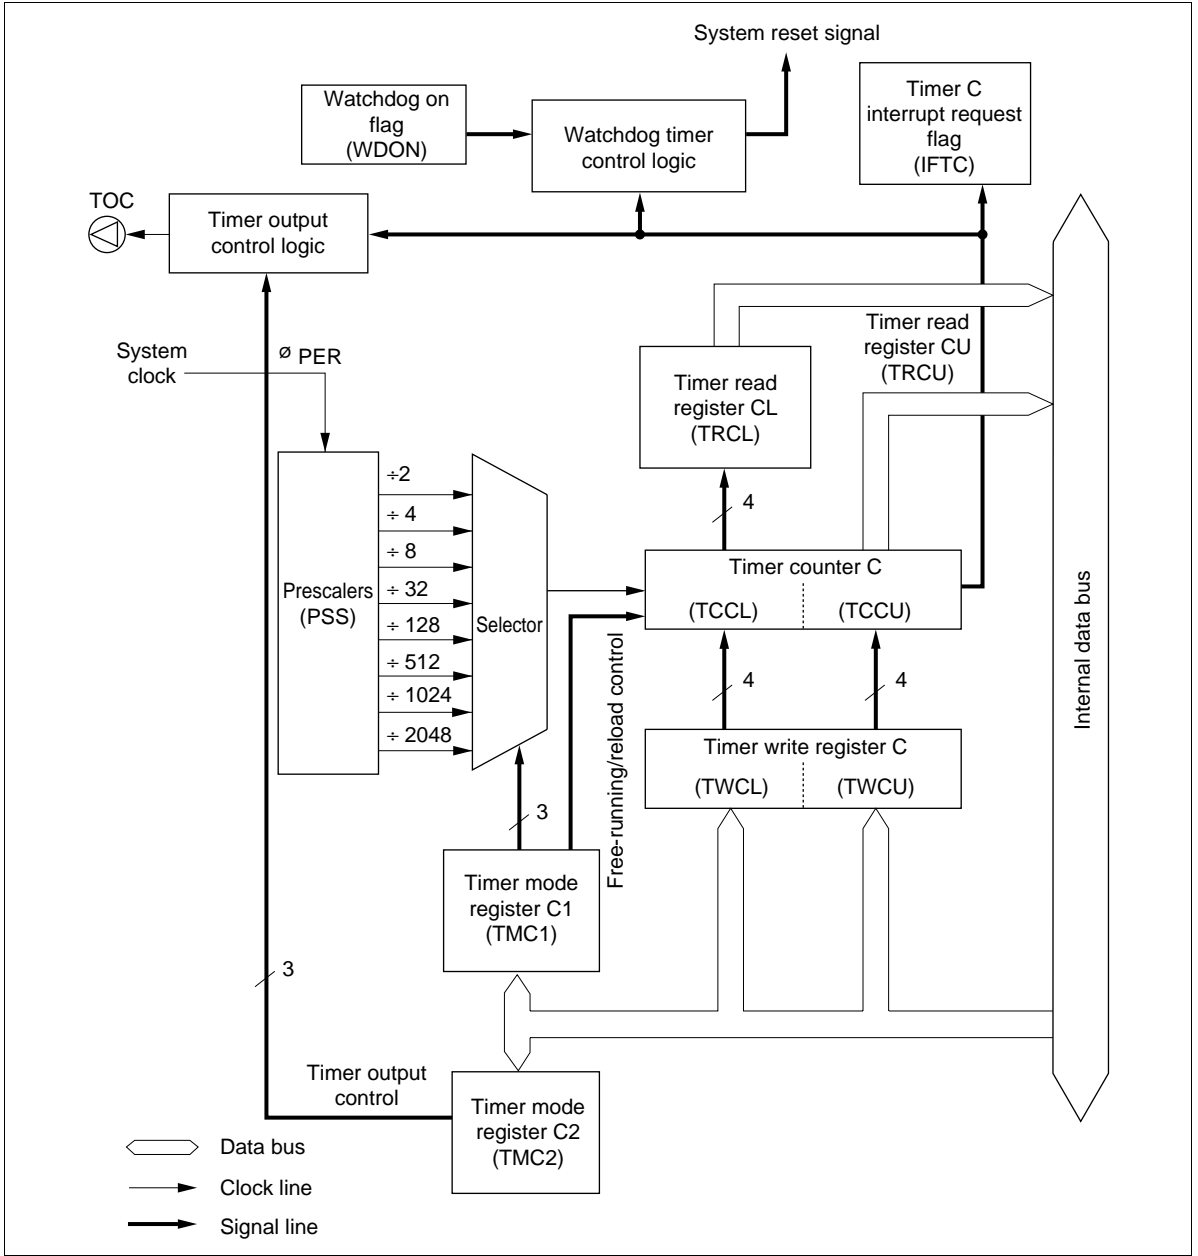 System reset signal
Watchdog on
flag
(WDON)
Watchdog timer
control logic
Timer C
interrupt request
flag
(IFTC)
TOC
Timer output
control logic
System
clock
ø PER
Timer read
register CU
(TRCU)
Timer read
register CL
(TRCL)
÷2
÷ 4
÷ 8
÷ 32
÷ 128
÷ 512
÷ 1024
÷ 2048
Prescalers
(PSS)
Selector
4
Timer counter C
(TCCL)
(TCCU)
Free-running/reload control
4
4
Timer write register C
(TWCL)
(TWCU)
Internal data bus
3
Timer mode
register C1
(TMC1)
3
Timer output
control
Timer mode
register C2
(TMC2)
Data bus
Clock line
Signal line